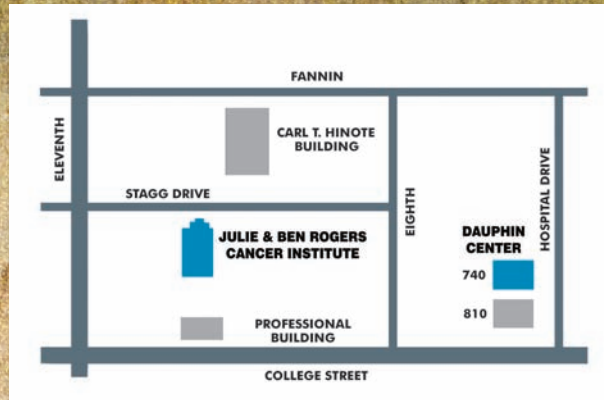 FANNIN
ELEVENTH
CARL T. HINOTE
BUILDING
STAGG DRIVE
EIGHTH
HOSPITAL DRIVE
JULIE & BEN ROGERS
CANCER INSTITUTE
DAUPHIN
CENTER
740
810
PROFESSIONAL
BUILDING
COLLEGE STREET